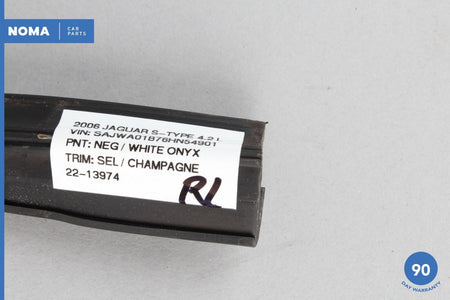 NOMA CAR PARTS
2006 JAGUAR S-TYPE 4.2 L
VIN: SAJWA01B76HN54901
PNT: NEG / WHITE ONYX
TRIM: SEL / CHAMPAGNE
22-13974
RL
90
DAY WARRANTY